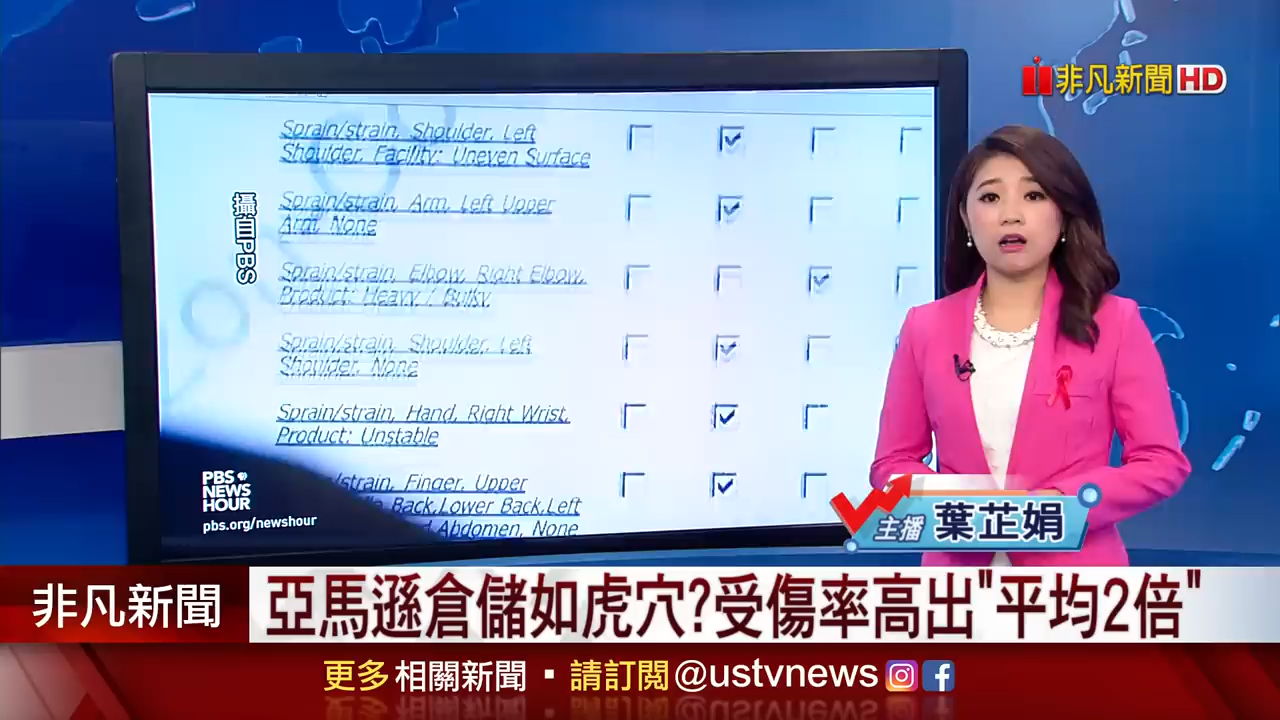 非凡新聞HD
Sprain/strain, Shoulder, Left
Shoulder, Facility: Uneven Surface
Sprain/strain, Arm, Left Upper
Arm, None
Sprain/strain, Elbow, Right Elbow,
Product: Heavy / Bulky
Sprain/strain, Shoulder, Left
Shoulder, None
Sprain/strain, Hand, Right Wrist,
Product: Unstable
/strain, Finger, Upper
Back,Lower Back,Left
Abdomen, None
攝自PBS
PBS
NEWS
HOUR
pbs.org/newshour
主播 葉芷娟
非凡新聞
亞馬遜倉儲如虎穴?受傷率高出"平均2倍"
更多相關新聞▪請訂閱@ustvnews